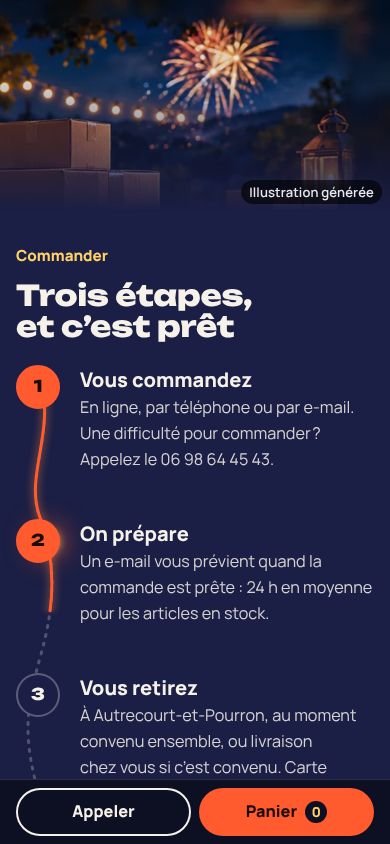 Illustration générée
Commander
Trois étapes,
et c’est prêt
1
Vous commandez
En ligne, par téléphone ou par e-mail.
Une difficulté pour commander ?
Appelez le 06 98 64 45 43.
2
On prépare
Un e-mail vous prévient quand la
commande est prête : 24 h en moyenne
pour les articles en stock.
3
Vous retirez
À Autrecourt-et-Pourron, au moment
convenu ensemble, ou livraison
chez vous si c’est convenu. Carte
Appeler
Panier 0